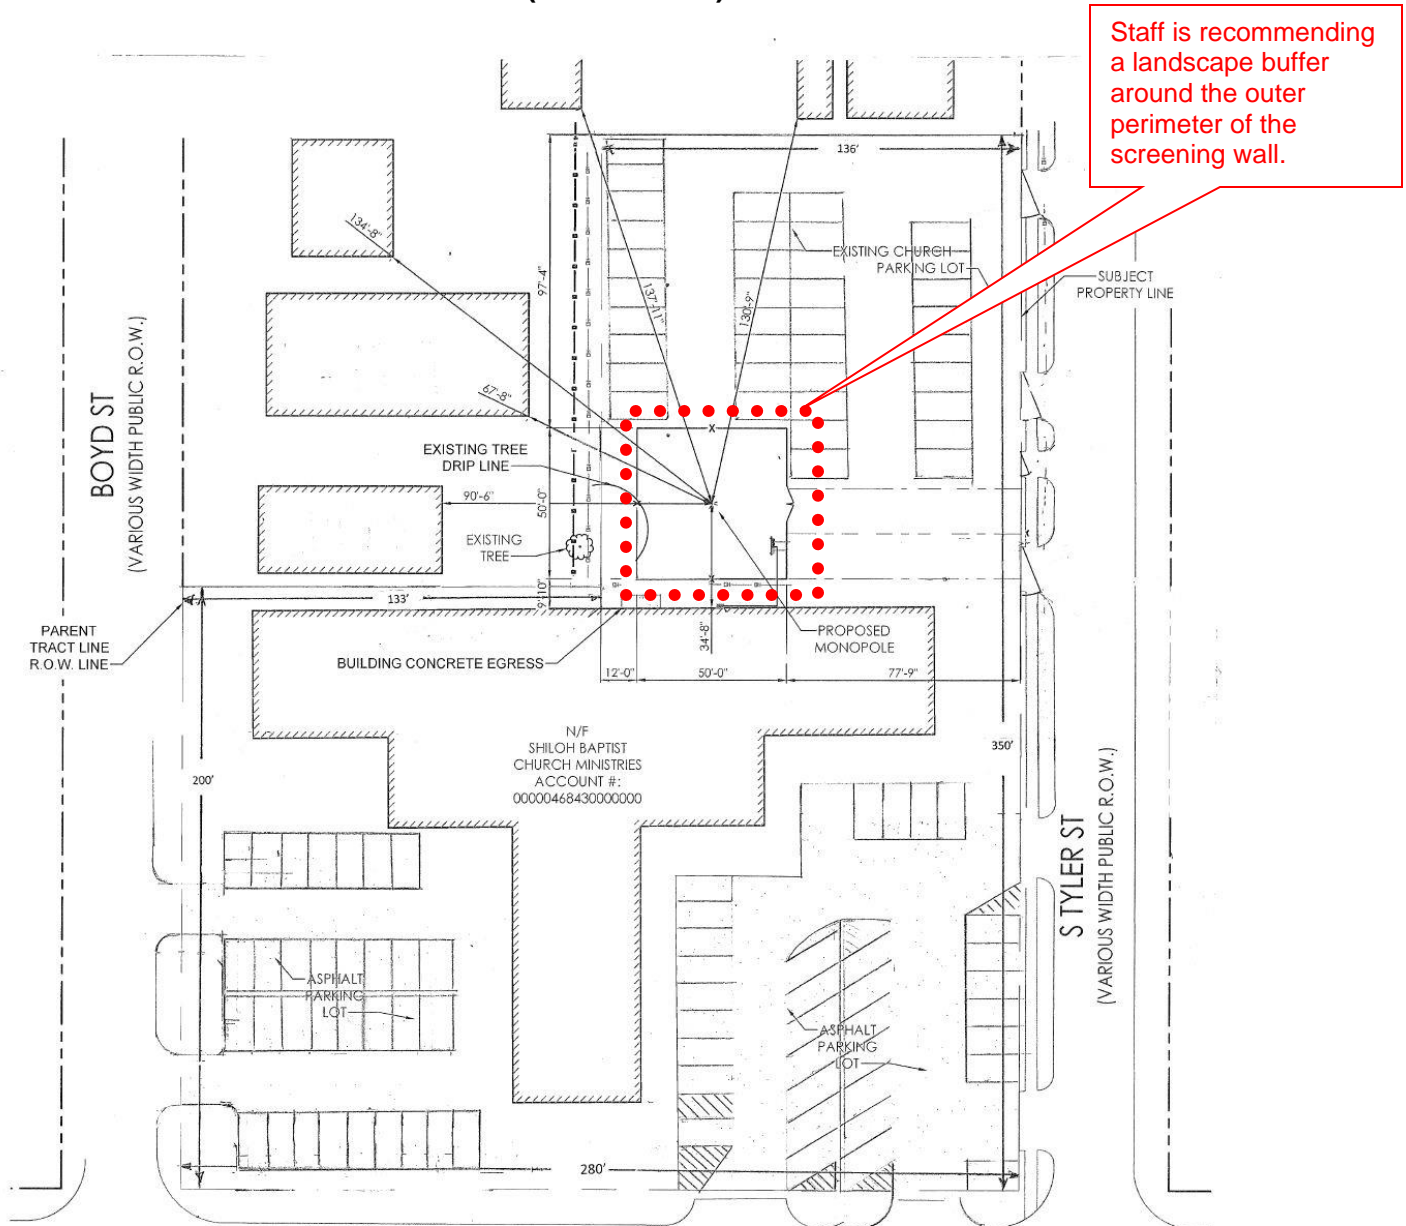 Staff is recommending
a landscape buffer
around the outer
perimeter of the
screening wall.
136'
134'-8"
97'-4"
137'-11"
130'-9"
EXISTING CHURCH
PARKING LOT
SUBJECT
PROPERTY LINE
BOYD ST
(VARIOUS WIDTH PUBLIC R.O.W.)
67'-8"
EXISTING TREE
DRIP LINE
X
90'-6"
50'-0"
EXISTING
TREE
9'-10"
133'
PARENT
TRACT LINE
R.O.W. LINE
BUILDING CONCRETE EGRESS
34'-8"
PROPOSED
MONOPOLE
12'-0"
50'-0"
77'-9"
N/F
SHILOH BAPTIST
CHURCH MINISTRIES
ACCOUNT #:
00000468430000000
350'
200'
S TYLER ST
(VARIOUS WIDTH PUBLIC R.O.W.)
ASPHALT
PARKING
LOT
ASPHALT
PARKING
LOT
280'